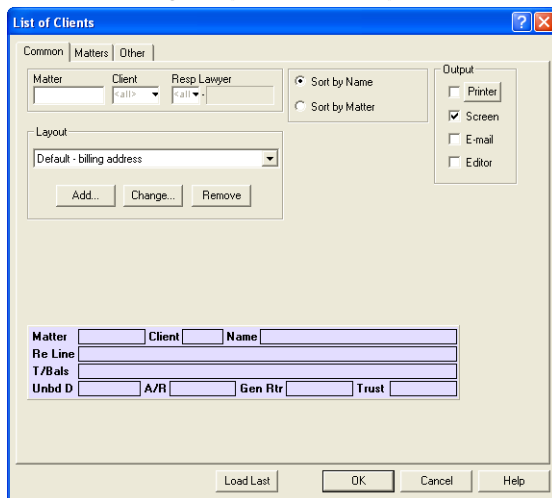 List of Clients
Common Matters Other
Matter Client Resp Lawyer
<all> <all> -
Sort by Name
Sort by Matter
Output
Printer
Screen
E-mail
Editor
Layout
Default - billing address
Add... Change... Remove
Matter Client Name
Re Line
T/Bals
Unbd D A/R Gen Rtr Trust
Load Last OK Cancel Help